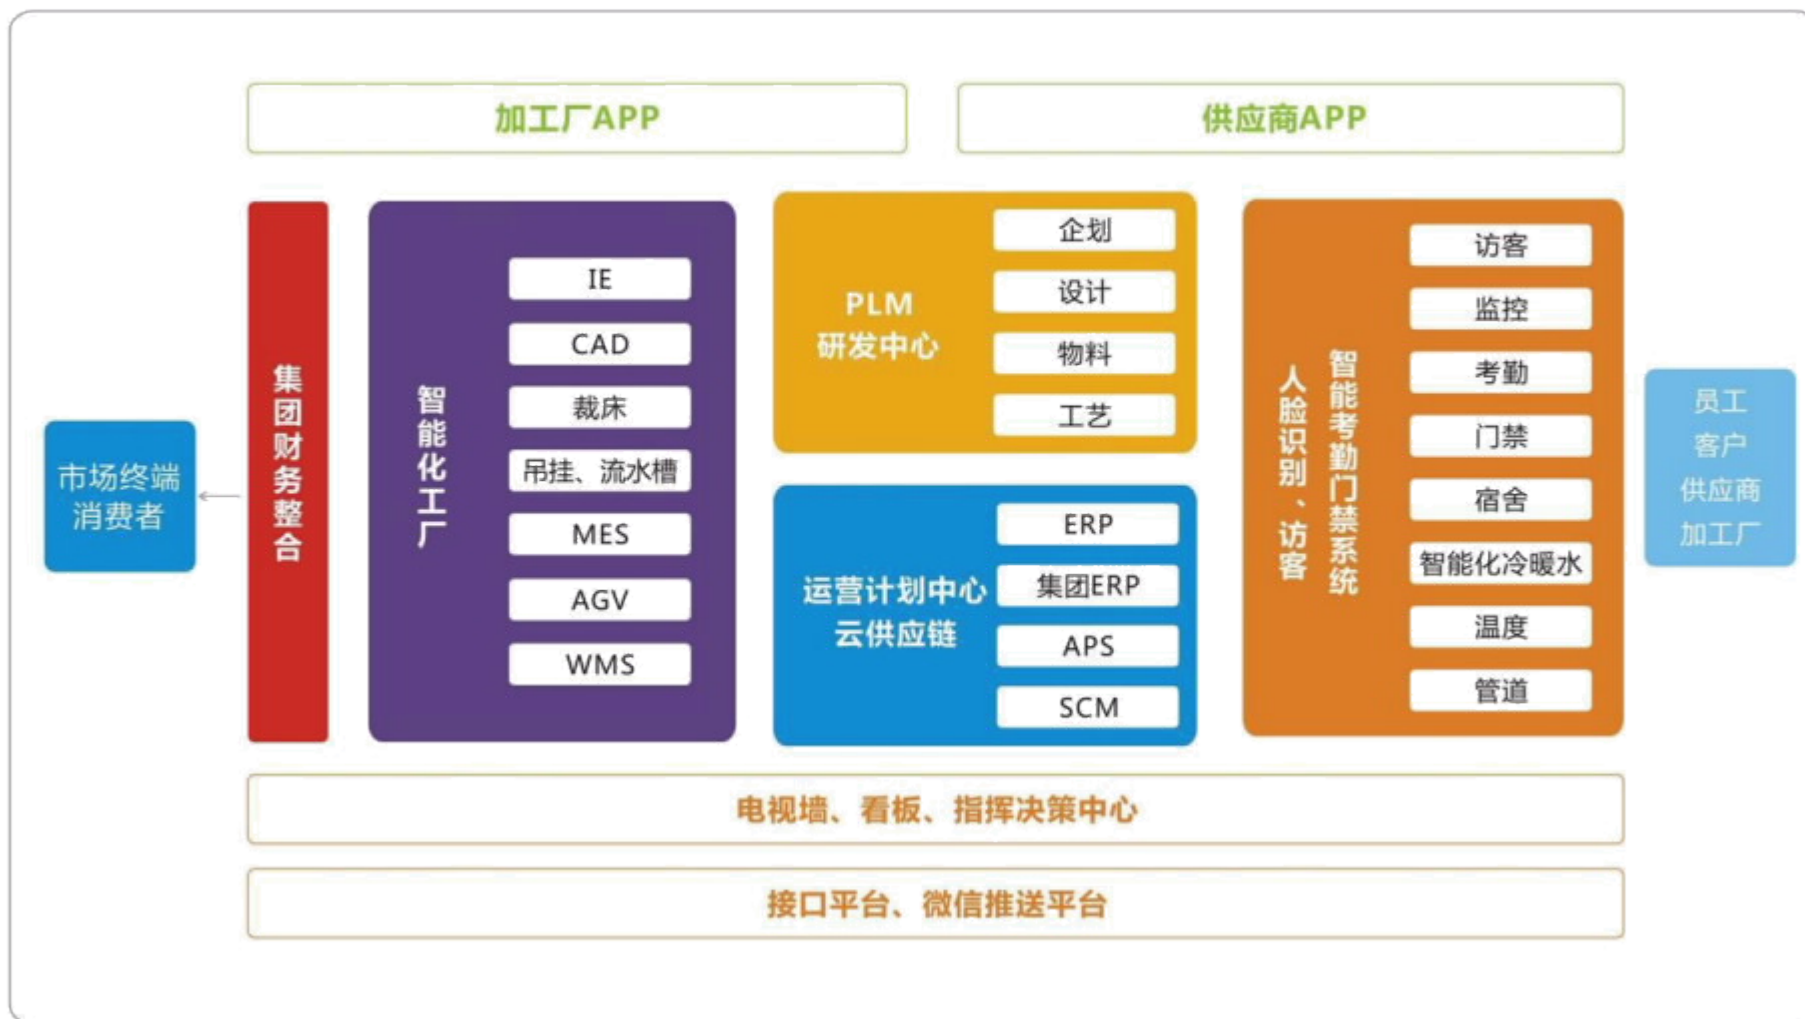 加工厂APP
供应商APP
市场终端
消费者
集团财务整合
智能化工厂
IE
CAD
裁床
吊挂、流水槽
MES
AGV
WMS
PLM
研发中心
企划
设计
物料
工艺
运营计划中心
云供应链
ERP
集团ERP
APS
SCM
人脸识别、访客
智能考勤门禁系统
访客
监控
考勤
门禁
宿舍
智能化冷暖水
温度
管道
员工
客户
供应商
加工厂
电视墙、看板、指挥决策中心
接口平台、微信推送平台